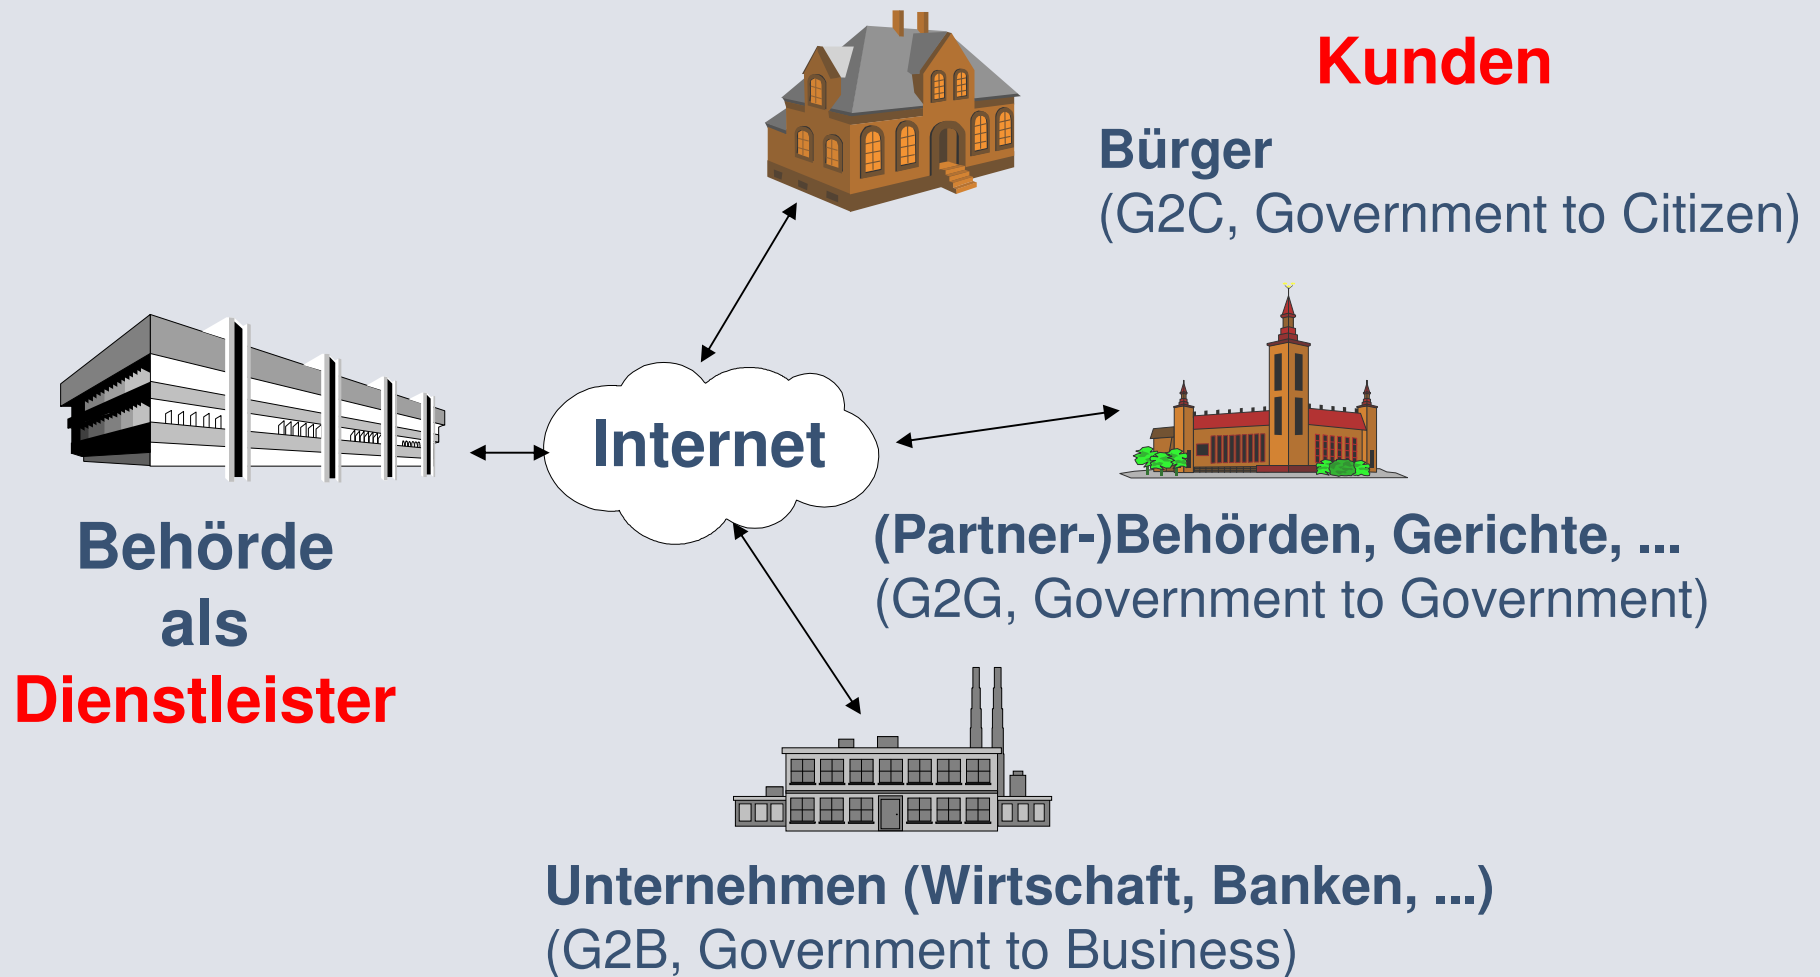 Kunden
Bürger
(G2C, Government to Citizen)
Internet
Behörde
als
Dienstleister
(Partner-)Behörden, Gerichte, ...
(G2G, Government to Government)
Unternehmen (Wirtschaft, Banken, ...)
(G2B, Government to Business)